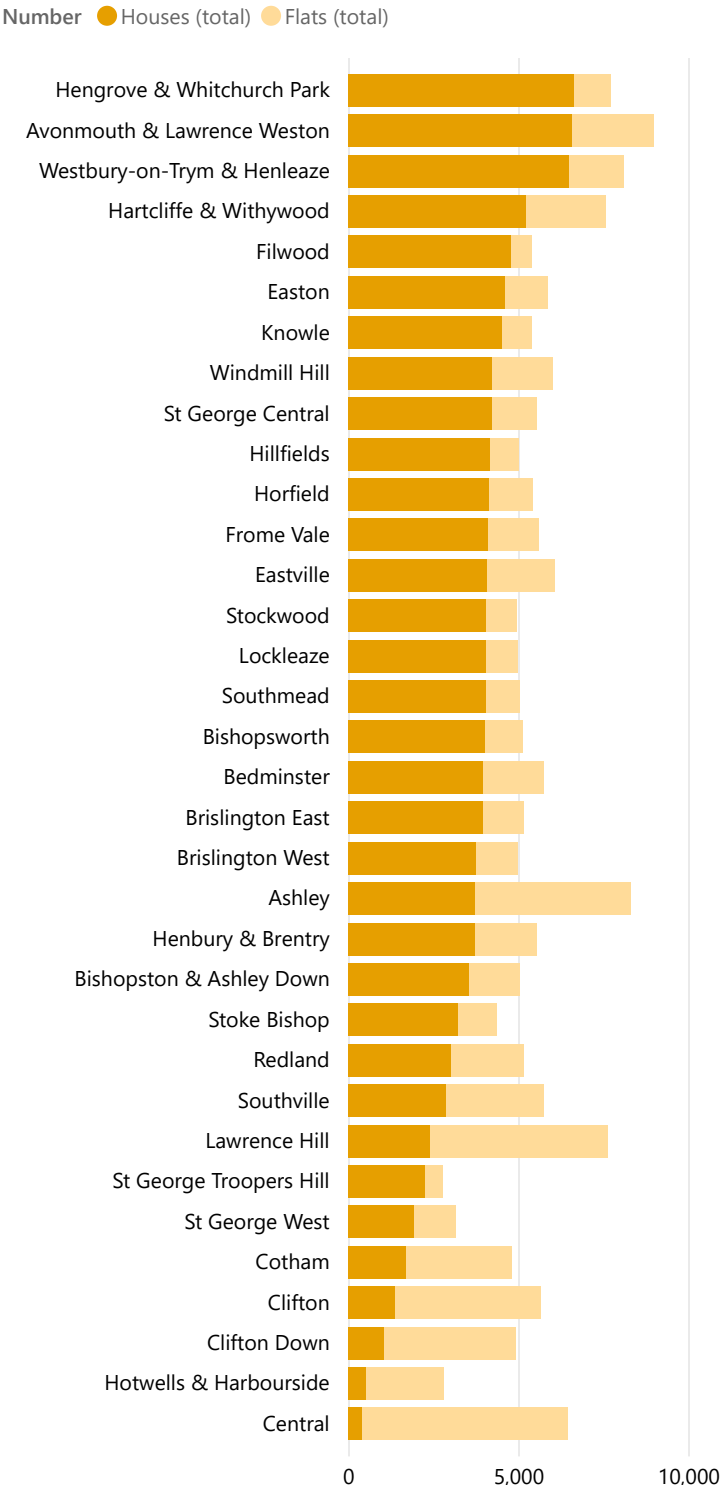 Number Houses (total) Flats (total)
Hengrove & Whitchurch Park
Avonmouth & Lawrence Weston
Westbury-on-Trym & Henleaze
Hartcliffe & Withywood
Filwood
Easton
Knowle
Windmill Hill
St George Central
Hillfields
Horfield
Frome Vale
Eastville
Stockwood
Lockleaze
Southmead
Bishopsworth
Bedminster
Brislington East
Brislington West
Ashley
Henbury & Brentry
Bishopston & Ashley Down
Stoke Bishop
Redland
Southville
Lawrence Hill
St George Troopers Hill
St George West
Cotham
Clifton
Clifton Down
Hotwells & Harbourside
Central
0 5,000 10,000